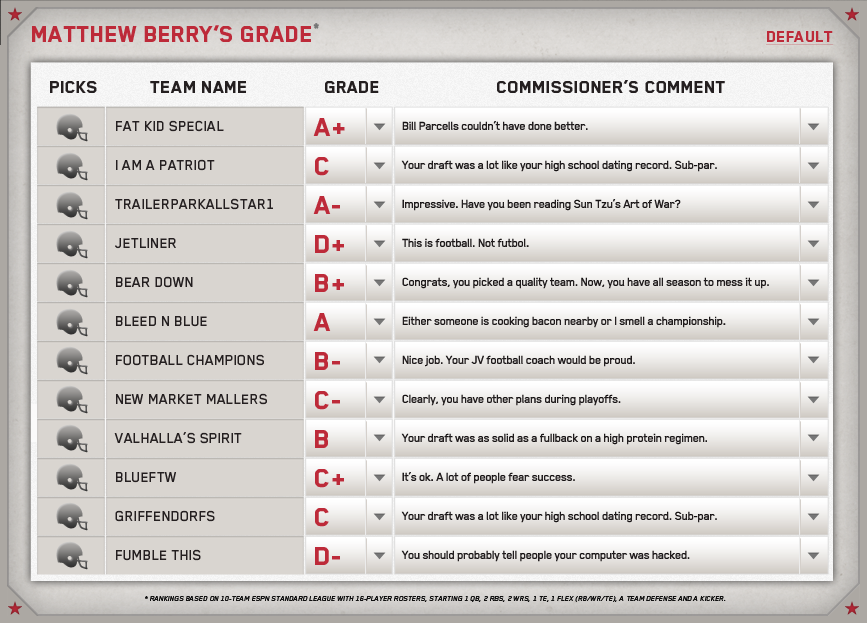 MATTHEW BERRY'S GRADE*
DEFAULT
PICKS TEAM NAME GRADE COMMISSIONER'S COMMENT
FAT KID SPECIAL A+ Bill Parcells couldn't have done better.
I AM A PATRIOT C Your draft was a lot like your high school dating record. Sub-par.
TRAILERPARKALLSTAR1 A- Impressive. Have you been reading Sun Tzu's Art of War?
JETLINER D+ This is football. Not futbol.
BEAR DOWN B+ Congrats, you picked a quality team. Now, you have all season to mess it up.
BLEED N BLUE A Either someone is cooking bacon nearby or I smell a championship.
FOOTBALL CHAMPIONS B- Nice job. Your JV football coach would be proud.
NEW MARKET MALLERS C- Clearly, you have other plans during playoffs.
VALHALLA'S SPIRIT B Your draft was as solid as a fullback on a high protein regimen.
BLUEFTW C+ It's ok. A lot of people fear success.
GRIFFENDORFS C Your draft was a lot like your high school dating record. Sub-par.
FUMBLE THIS D- You should probably tell people your computer was hacked.
* RANKINGS BASED ON 10-TEAM ESPN STANDARD LEAGUE WITH 16-PLAYER ROSTERS, STARTING 1 QB, 2 RBS, 2 WRS, 1 TE, 1 FLEX (RB/WR/TE), A TEAM DEFENSE AND A KICKER.